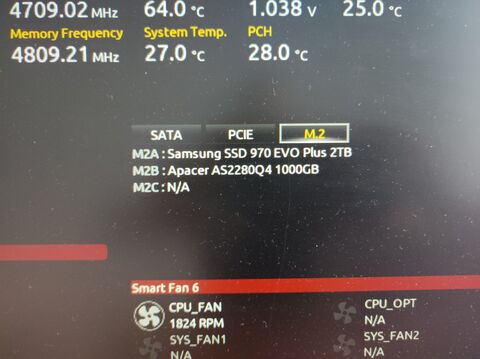 4709.02 MHz 64.0 °C 1.038 V 25.0 °C
Memory Frequency System Temp. PCH
4809.21 MHz 27.0 °C 28.0 °C
SATA PCIE M.2
M2A : Samsung SSD 970 EVO Plus 2TB
M2B : Apacer AS2280Q4 1000GB
M2C : N/A
Smart Fan 6
CPU_FAN CPU_OPT
1824 RPM N/A
SYS_FAN1 SYS_FAN2
N/A N/A